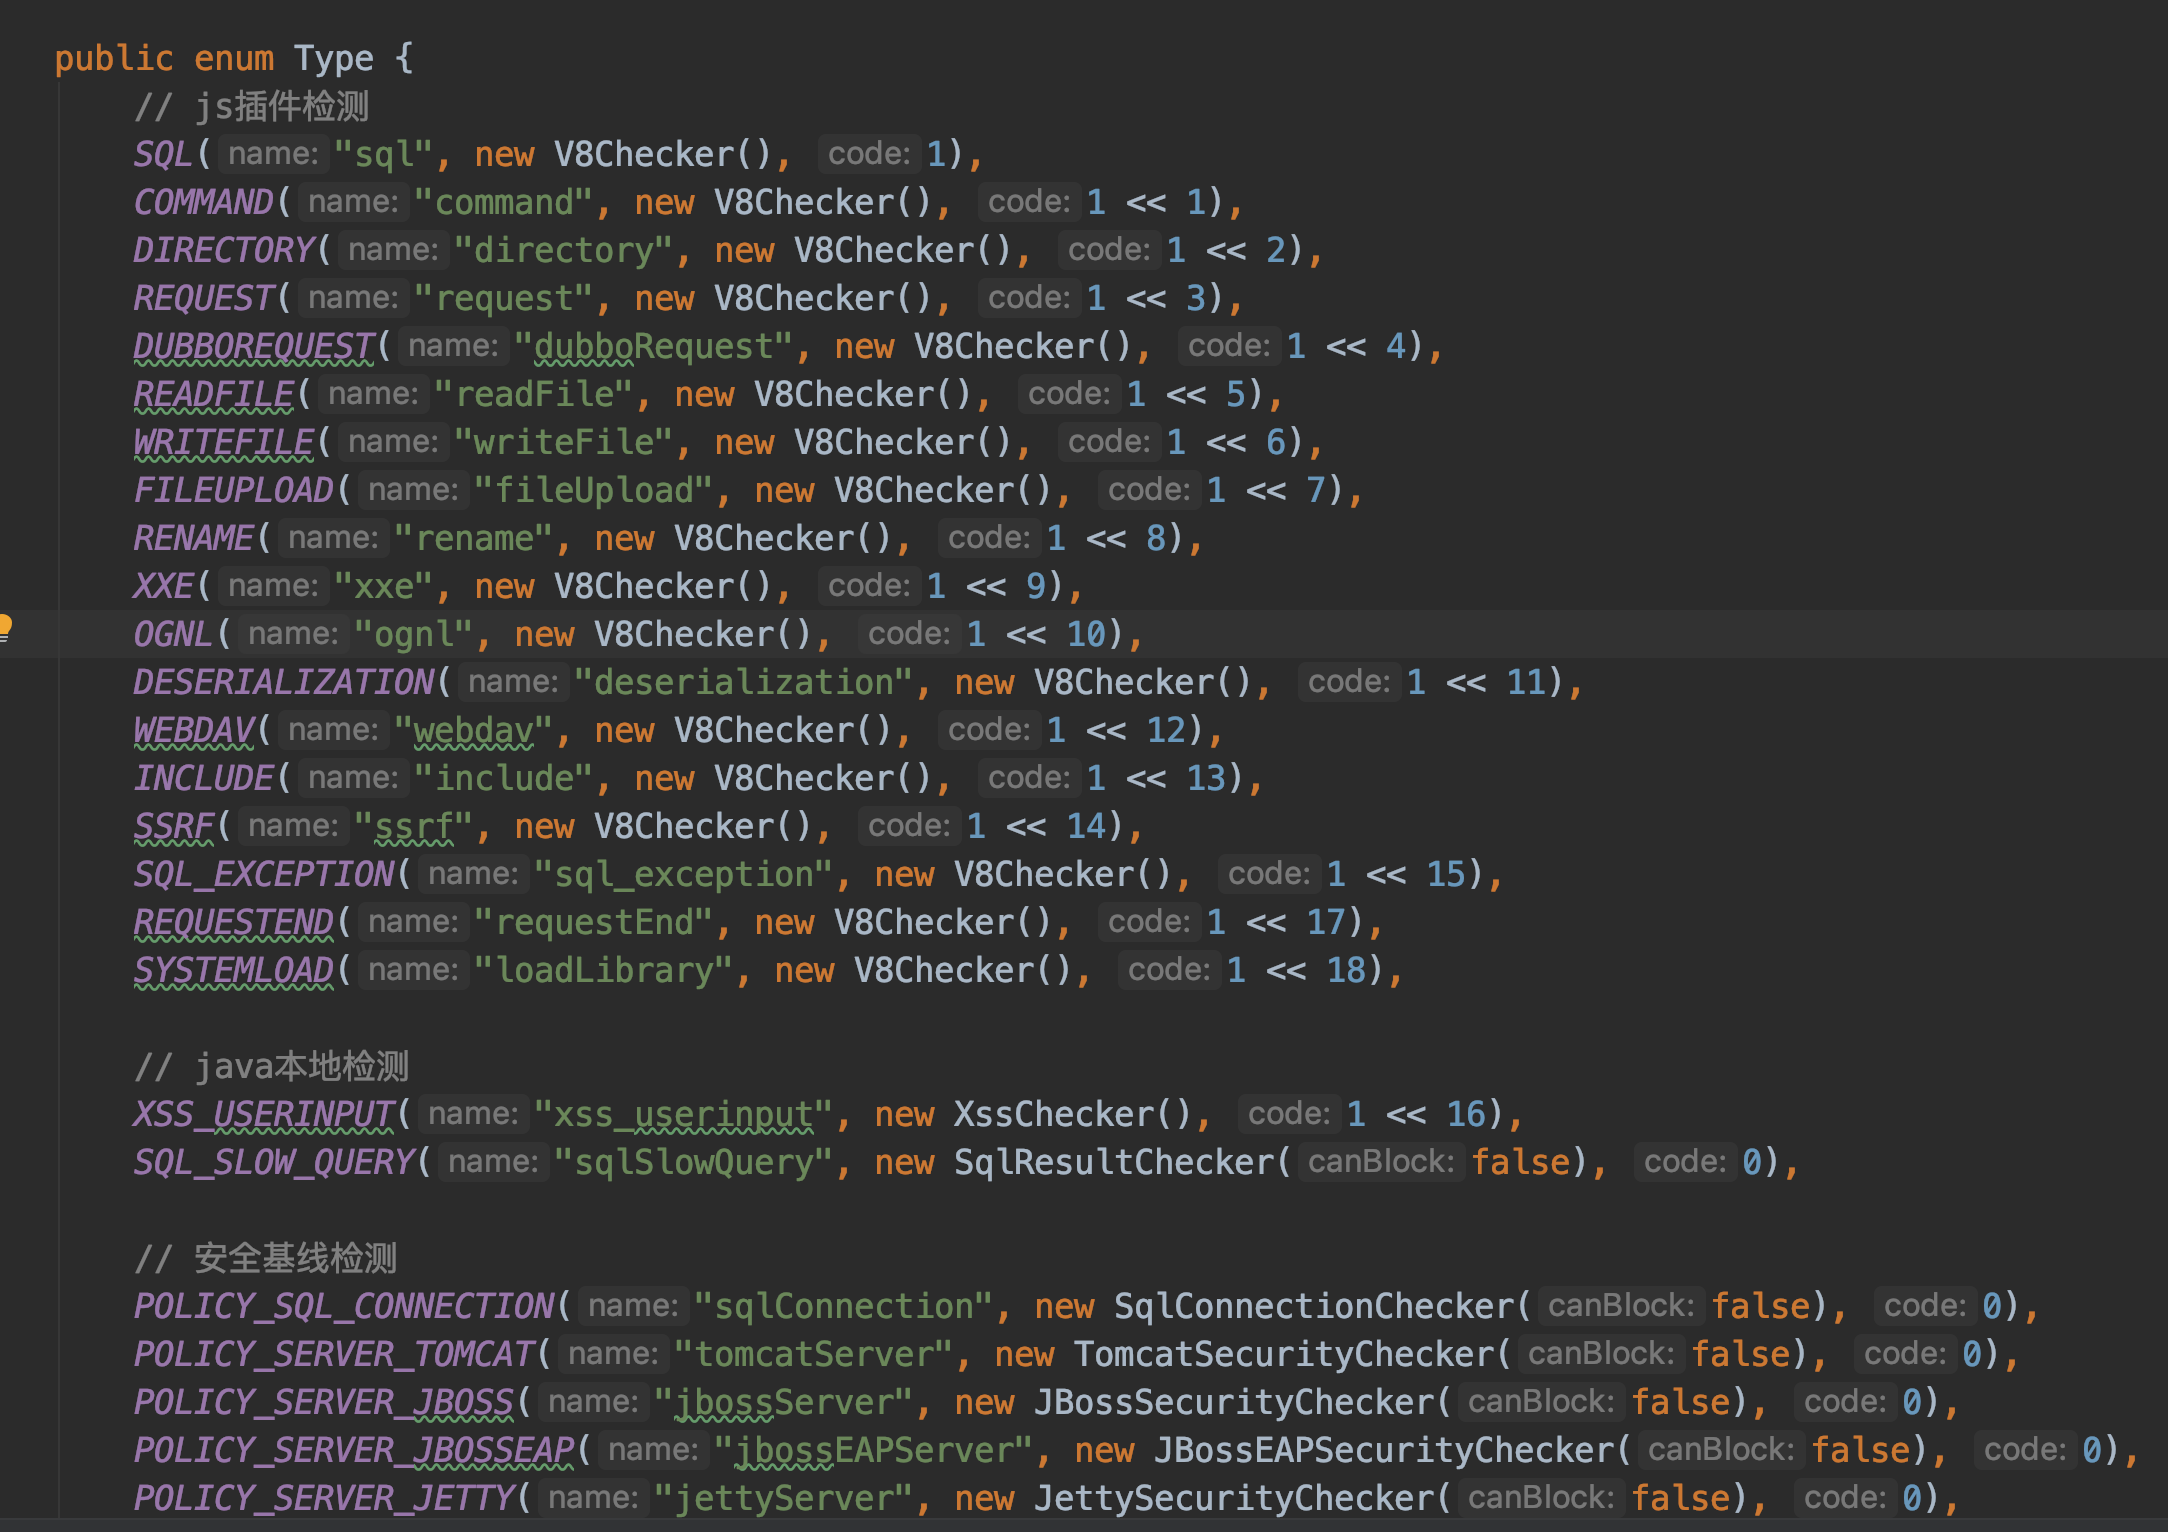 public enum Type {
// js插件检测
SQL( name: "sql", new V8Checker(), code: 1),
COMMAND( name: "command", new V8Checker(), code: 1 << 1),
DIRECTORY( name: "directory", new V8Checker(), code: 1 << 2),
REQUEST( name: "request", new V8Checker(), code: 1 << 3),
DUBBOREQUEST( name: "dubboRequest", new V8Checker(), code: 1 << 4),
READFILE( name: "readFile", new V8Checker(), code: 1 << 5),
WRITEFILE( name: "writeFile", new V8Checker(), code: 1 << 6),
FILEUPLOAD( name: "fileUpload", new V8Checker(), code: 1 << 7),
RENAME( name: "rename", new V8Checker(), code: 1 << 8),
XXE( name: "xxe", new V8Checker(), code: 1 << 9),
OGNL( name: "ognl", new V8Checker(), code: 1 << 10),
DESERIALIZATION( name: "deserialization", new V8Checker(), code: 1 << 11),
WEBDAV( name: "webdav", new V8Checker(), code: 1 << 12),
INCLUDE( name: "include", new V8Checker(), code: 1 << 13),
SSRF( name: "ssrf", new V8Checker(), code: 1 << 14),
SQL_EXCEPTION( name: "sql_exception", new V8Checker(), code: 1 << 15),
REQUESTEND( name: "requestEnd", new V8Checker(), code: 1 << 17),
SYSTEMLOAD( name: "loadLibrary", new V8Checker(), code: 1 << 18),
// java本地检测
XSS_USERINPUT( name: "xss_userinput", new XssChecker(), code: 1 << 16),
SQL_SLOW_QUERY( name: "sqlSlowQuery", new SqlResultChecker( canBlock: false), code: 0),
// 安全基线检测
POLICY_SQL_CONNECTION( name: "sqlConnection", new SqlConnectionChecker( canBlock: false), code: 0),
POLICY_SERVER_TOMCAT( name: "tomcatServer", new TomcatSecurityChecker( canBlock: false), code: 0),
POLICY_SERVER_JBOSS( name: "jbossServer", new JBossSecurityChecker( canBlock: false), code: 0),
POLICY_SERVER_JBOSSEAP( name: "jbossEAPServer", new JBossEAPSecurityChecker( canBlock: false), code: 0),
POLICY_SERVER_JETTY( name: "jettyServer", new JettySecurityChecker( canBlock: false), code: 0),